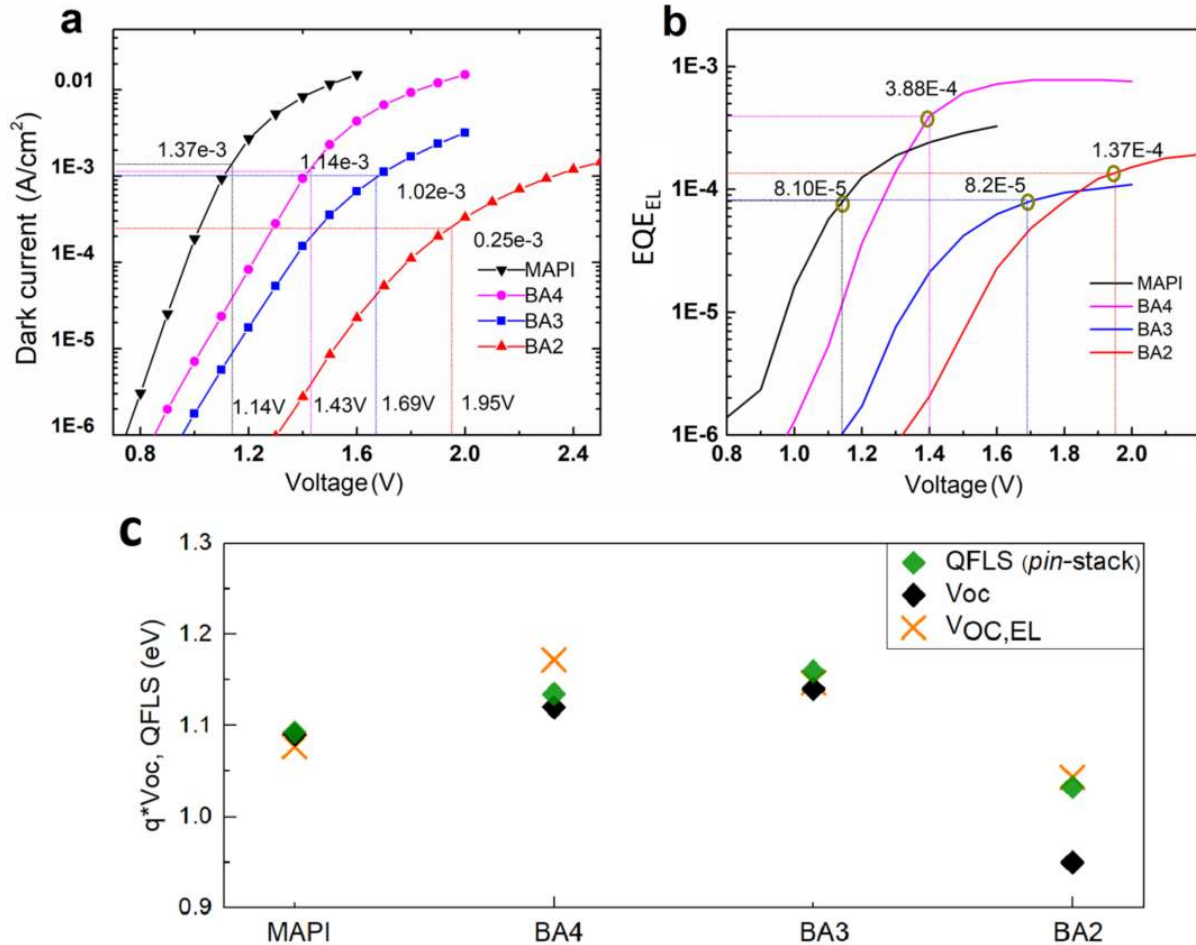 a
Dark current (A/cm²)
0.01
1E-3
1E-4
1E-5
1E-6
1.37e-3
1.14e-3
1.02e-3
0.25e-3
MAPI
BA4
BA3
BA2
1.14V
1.43V
1.69V
1.95V
0.8
1.2
1.6
2.0
2.4
Voltage (V)
b
EQE_EL
1E-3
1E-4
1E-5
1E-6
3.88E-4
1.37E-4
8.10E-5
8.2E-5
MAPI
BA4
BA3
BA2
0.8
1.0
1.2
1.4
1.6
1.8
2.0
Voltage (V)
c
q*Voc, QFLS (eV)
1.3
1.2
1.1
1.0
0.9
QFLS (pin-stack)
Voc
V_OC,EL
MAPI
BA4
BA3
BA2